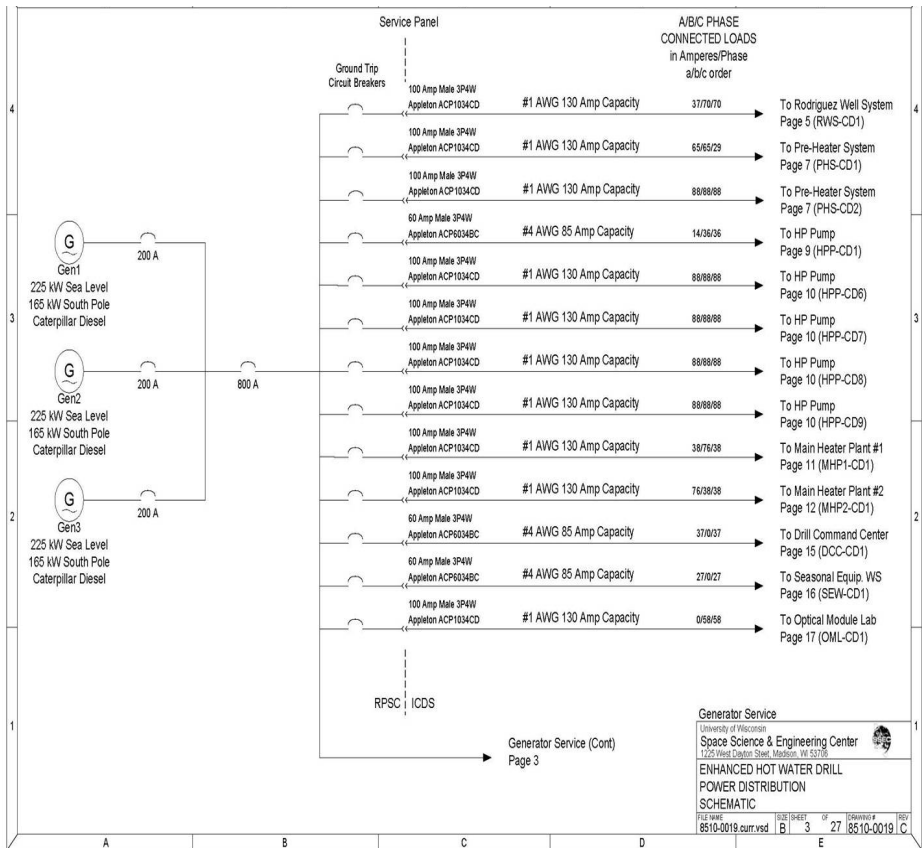 Service Panel
A/B/C PHASE
CONNECTED LOADS
in Amperes/Phase
a/b/c order
Ground Trip
Circuit Breakers
4
4
100 Amp Male 3P4W
Appleton ACP1034CD
#1 AWG 130 Amp Capacity
37/70/70
To Rodriguez Well System
Page 5 (RWS-CD1)
100 Amp Male 3P4W
Appleton ACP1034CD
#1 AWG 130 Amp Capacity
65/65/29
To Pre-Heater System
Page 7 (PHS-CD1)
100 Amp Male 3P4W
Appleton ACP1034CD
#1 AWG 130 Amp Capacity
88/88/88
To Pre-Heater System
Page 7 (PHS-CD2)
60 Amp Male 3P4W
Appleton ACP6034BC
#4 AWG 85 Amp Capacity
14/36/36
To HP Pump
Page 9 (HPP-CD1)
G
Gen1
225 kW Sea Level
165 kW South Pole
Caterpillar Diesel
200 A
100 Amp Male 3P4W
Appleton ACP1034CD
#1 AWG 130 Amp Capacity
88/88/88
To HP Pump
Page 10 (HPP-CD6)
3
3
100 Amp Male 3P4W
Appleton ACP1034CD
#1 AWG 130 Amp Capacity
88/88/88
To HP Pump
Page 10 (HPP-CD7)
G
Gen2
225 kW Sea Level
165 kW South Pole
Caterpillar Diesel
200 A
800 A
100 Amp Male 3P4W
Appleton ACP1034CD
#1 AWG 130 Amp Capacity
88/88/88
To HP Pump
Page 10 (HPP-CD8)
100 Amp Male 3P4W
Appleton ACP1034CD
#1 AWG 130 Amp Capacity
88/88/88
To HP Pump
Page 10 (HPP-CD9)
100 Amp Male 3P4W
Appleton ACP1034CD
#1 AWG 130 Amp Capacity
38/76/38
To Main Heater Plant #1
Page 11 (MHP1-CD1)
100 Amp Male 3P4W
Appleton ACP1034CD
#1 AWG 130 Amp Capacity
76/38/38
To Main Heater Plant #2
Page 12 (MHP2-CD1)
G
Gen3
225 kW Sea Level
165 kW South Pole
Caterpillar Diesel
200 A
2
2
60 Amp Male 3P4W
Appleton ACP6034BC
#4 AWG 85 Amp Capacity
37/0/37
To Drill Command Center
Page 15 (DCC-CD1)
60 Amp Male 3P4W
Appleton ACP6034BC
#4 AWG 85 Amp Capacity
27/0/27
To Seasonal Equip. WS
Page 16 (SEW-CD1)
100 Amp Male 3P4W
Appleton ACP1034CD
#1 AWG 130 Amp Capacity
0/58/58
To Optical Module Lab
Page 17 (OML-CD1)
RPSC ICDS
1
1
Generator Service (Cont)
Page 3
Generator Service
University of Wisconsin
Space Science & Engineering Center
1225 West Dayton Street, Madison, WI 53706
ENHANCED HOT WATER DRILL
POWER DISTRIBUTION
SCHEMATIC
FILE NAME
8510-0019.curr.vsd
SIZE
B
SHEET
3
OF
27
DRAWING #
8510-0019
REV
C
A
B
C
D
E